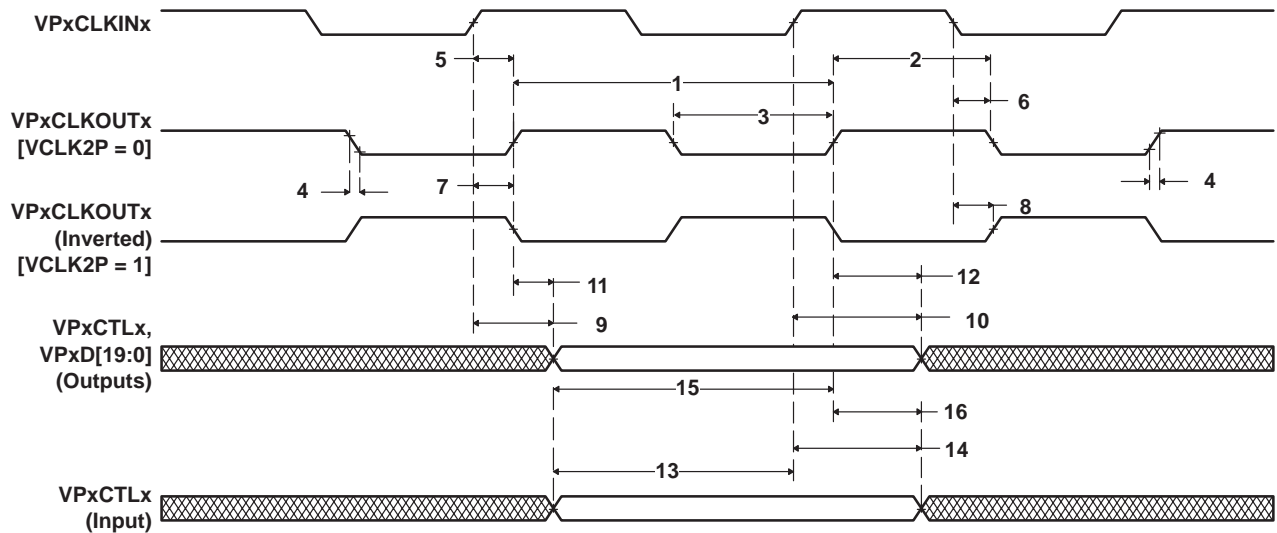 VPxCLKINx
5
2
1
6
VPxCLKOUTx
[VCLK2P = 0]
3
4
7
4
VPxCLKOUTx
(Inverted)
[VCLK2P = 1]
8
11
12
VPxCTLx,
VPxD[19:0]
(Outputs)
9
10
15
16
14
13
VPxCTLx
(Input)